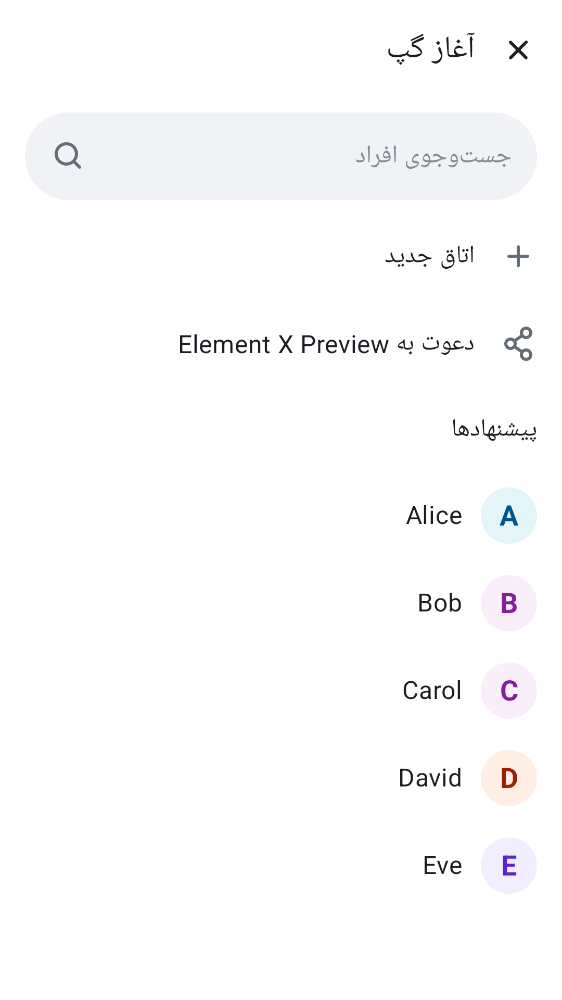 آغاز گپ
جست‌وجوی افراد
اتاق جدید
دعوت به Element X Preview
پیشنهادها
A Alice
B Bob
C Carol
D David
E Eve